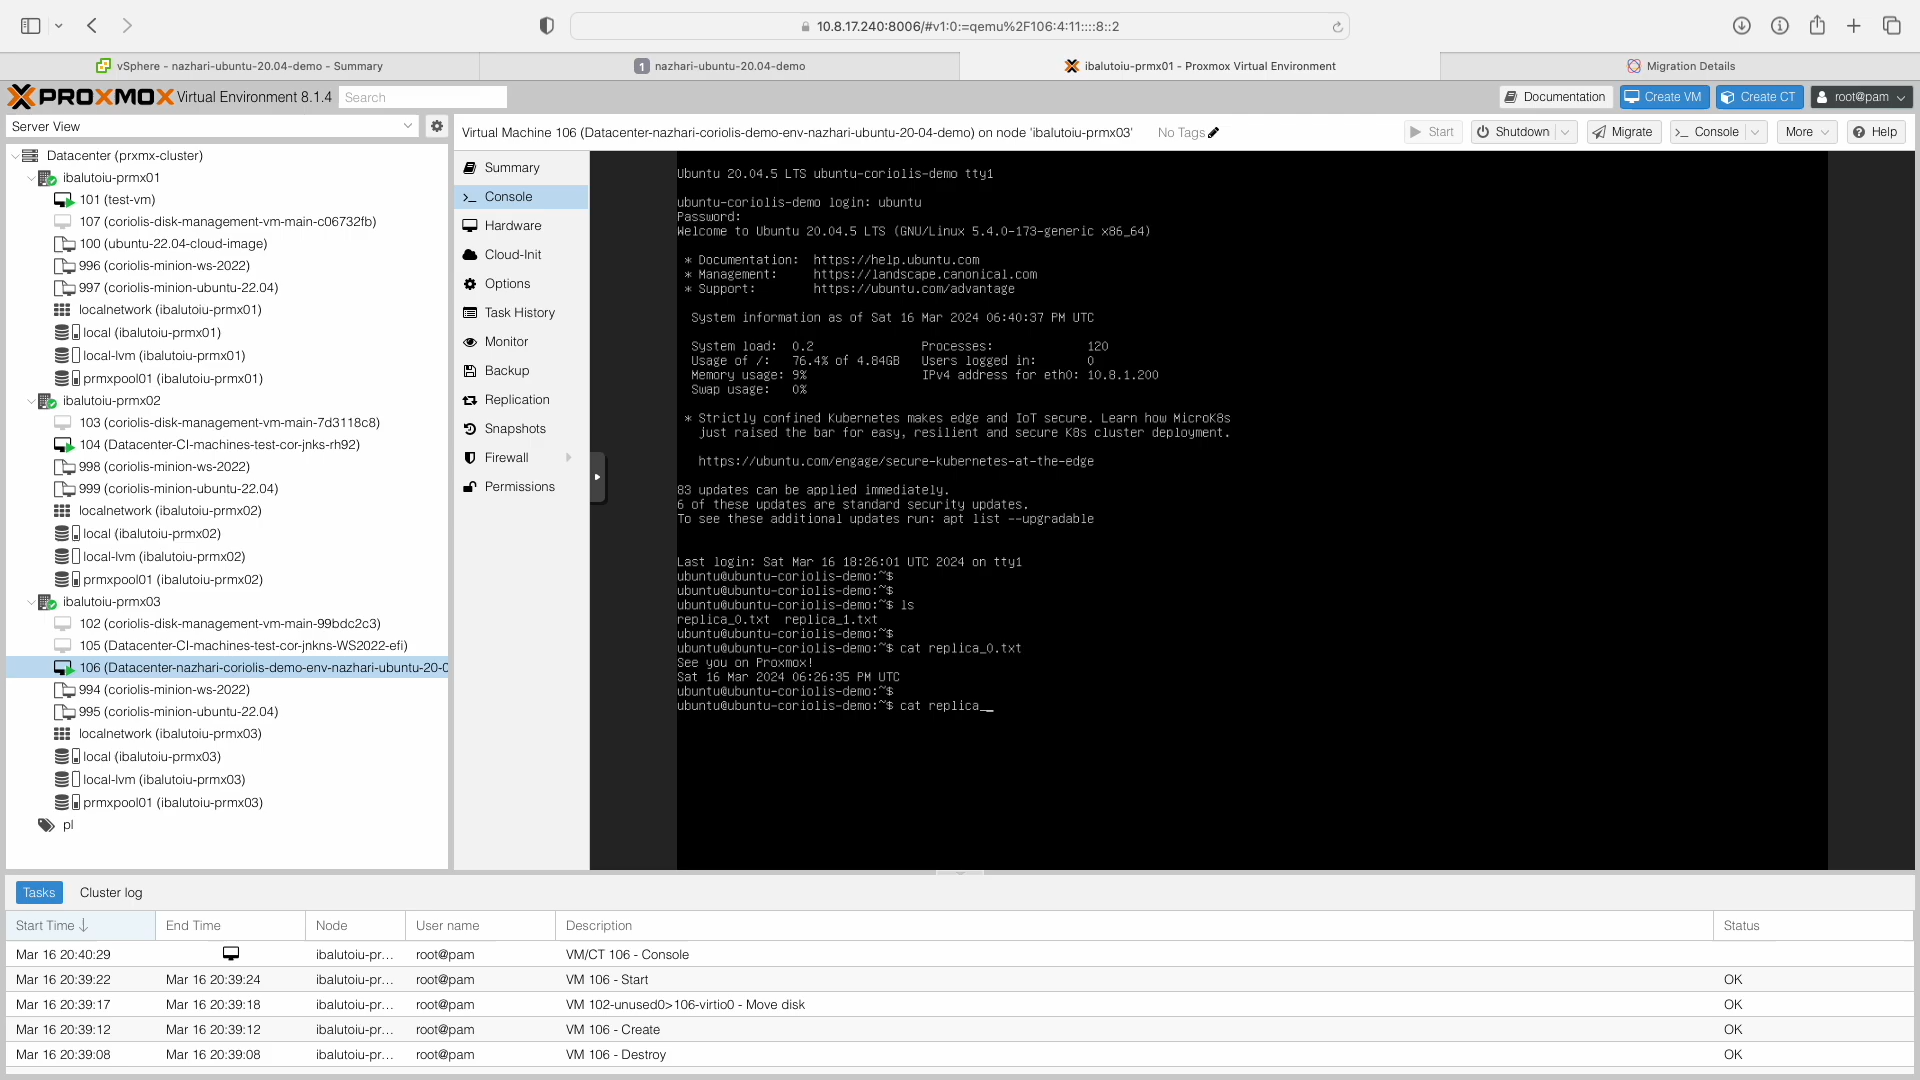 10.8.17.240:8006/#v1:0:=qemu%2F106:4:11::::8::2
vSphere - nazhari-ubuntu-20.04-demo - Summary
1 nazhari-ubuntu-20.04-demo
ibalutoiu-prmx01 - Proxmox Virtual Environment
Migration Details
PROXMOX Virtual Environment 8.1.4
Search
Documentation
Create VM
Create CT
root@pam
Server View
Datacenter (prxmx-cluster)
ibalutoiu-prmx01
101 (test-vm)
107 (coriolis-disk-management-vm-main-c06732fb)
100 (ubuntu-22.04-cloud-image)
996 (coriolis-minion-ws-2022)
997 (coriolis-minion-ubuntu-22.04)
localnetwork (ibalutoiu-prmx01)
local (ibalutoiu-prmx01)
local-lvm (ibalutoiu-prmx01)
prmxpool01 (ibalutoiu-prmx01)
ibalutoiu-prmx02
103 (coriolis-disk-management-vm-main-7d3118c8)
104 (Datacenter-CI-machines-test-cor-jnks-rh92)
998 (coriolis-minion-ws-2022)
999 (coriolis-minion-ubuntu-22.04)
localnetwork (ibalutoiu-prmx02)
local (ibalutoiu-prmx02)
local-lvm (ibalutoiu-prmx02)
prmxpool01 (ibalutoiu-prmx02)
ibalutoiu-prmx03
102 (coriolis-disk-management-vm-main-99bdc2c3)
105 (Datacenter-CI-machines-test-cor-jnkns-WS2022-efi)
106 (Datacenter-nazhari-coriolis-demo-env-nazhari-ubuntu-20-0
994 (coriolis-minion-ws-2022)
995 (coriolis-minion-ubuntu-22.04)
localnetwork (ibalutoiu-prmx03)
local (ibalutoiu-prmx03)
local-lvm (ibalutoiu-prmx03)
prmxpool01 (ibalutoiu-prmx03)
pl
Virtual Machine 106 (Datacenter-nazhari-coriolis-demo-env-nazhari-ubuntu-20-04-demo) on node 'ibalutoiu-prmx03'
No Tags
Start
Shutdown
Migrate
Console
More
Help
Summary
Console
Hardware
Cloud-Init
Options
Task History
Monitor
Backup
Replication
Snapshots
Firewall
Permissions
Ubuntu 20.04.5 LTS ubuntu-coriolis-demo tty1
ubuntu-coriolis-demo login: ubuntu
Password:
Welcome to Ubuntu 20.04.5 LTS (GNU/Linux 5.4.0-173-generic x86_64)
* Documentation: https://help.ubuntu.com
* Management: https://landscape.canonical.com
* Support: https://ubuntu.com/advantage
System information as of Sat 16 Mar 2024 06:40:37 PM UTC
System load: 0.2 Processes: 120
Usage of /: 76.4% of 4.84GB Users logged in: 0
Memory usage: 9% IPv4 address for eth0: 10.8.1.200
Swap usage: 0%
* Strictly confined Kubernetes makes edge and IoT secure. Learn how MicroK8s
just raised the bar for easy, resilient and secure K8s cluster deployment.
https://ubuntu.com/engage/secure-kubernetes-at-the-edge
83 updates can be applied immediately.
6 of these updates are standard security updates.
To see these additional updates run: apt list --upgradable
Last login: Sat Mar 16 18:26:01 UTC 2024 on tty1
ubuntu@ubuntu-coriolis-demo:~$
ubuntu@ubuntu-coriolis-demo:~$
ubuntu@ubuntu-coriolis-demo:~$ ls
replica_0.txt replica_1.txt
ubuntu@ubuntu-coriolis-demo:~$
ubuntu@ubuntu-coriolis-demo:~$ cat replica_0.txt
See you on Proxmox!
Sat 16 Mar 2024 06:26:35 PM UTC
ubuntu@ubuntu-coriolis-demo:~$
ubuntu@ubuntu-coriolis-demo:~$ cat replica_
Tasks
Cluster log
Start Time End Time Node User name Description Status
Mar 16 20:40:29 ibalutoiu-pr... root@pam VM/CT 106 - Console
Mar 16 20:39:22 Mar 16 20:39:24 ibalutoiu-pr... root@pam VM 106 - Start OK
Mar 16 20:39:17 Mar 16 20:39:18 ibalutoiu-pr... root@pam VM 102-unused0>106-virtio0 - Move disk OK
Mar 16 20:39:12 Mar 16 20:39:12 ibalutoiu-pr... root@pam VM 106 - Create OK
Mar 16 20:39:08 Mar 16 20:39:08 ibalutoiu-pr... root@pam VM 106 - Destroy OK